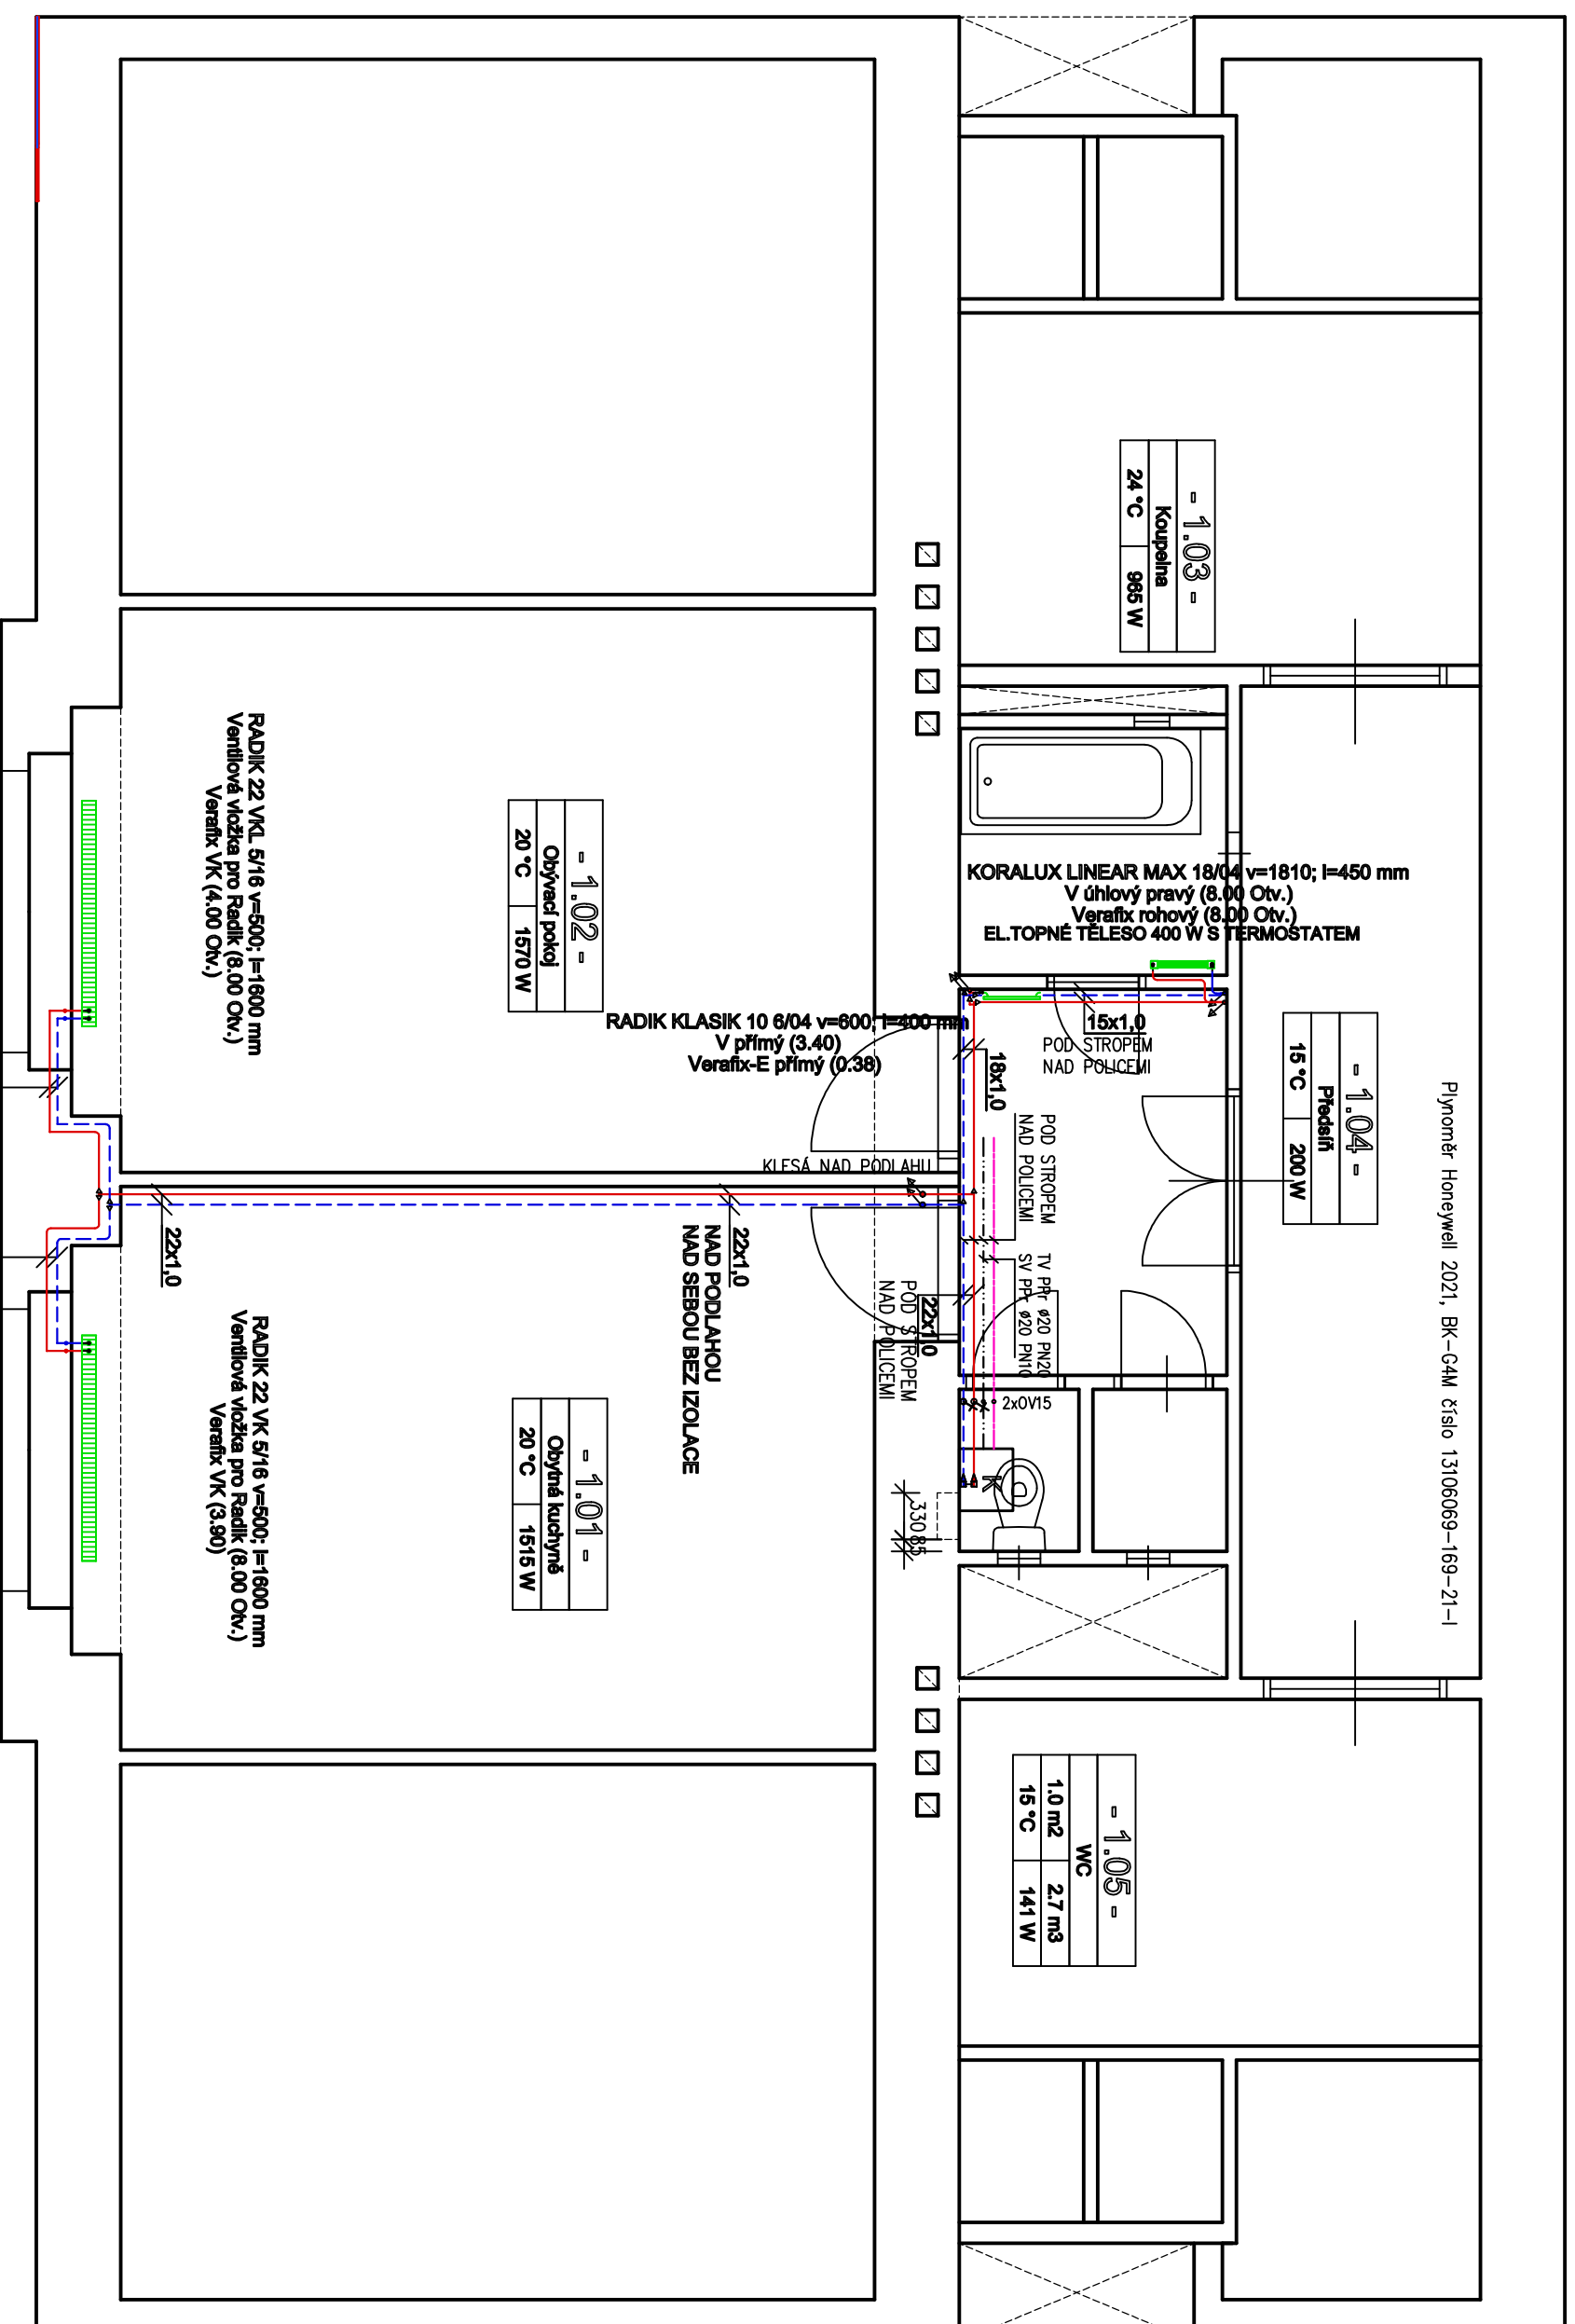 - 1.03 -
Koupelna
24 °C 965 W
KORALUX LINEAR MAX 18/04 v=1810; l=450 mm
V úhlový pravý (8.00 Otv.)
Verafix rohový (8.00 Otv.)
EL.TOPNÉ TĚLESO 400 W S TERMOSTATEM
RADIK 22 VKL 5/16 v=500; l=1600 mm
Ventilová vložka pro Radik (8.00 Otv.)
Verafix VK (4.00 Otv.)
- 1.02 -
Obývací pokoj
20 °C 1570 W
RADIK KLASIK 10 6/04 v=600; l=400 mm
V přímý (3.40)
Verafix-E přímý (0.38)
15x1,0
POD STROPEM
NAD POLICEMI
18x1,0
- 1.04 -
Předsíň
15 °C 200 W
Plynoměr Honeywell 2021, BK-G4M číslo 13106069-169-21-I
POD STROPEM
NAD POLICEMI
KLESÁ NAD PODLAHU
TV PPr ø20 PN20
SV PPr ø20 PN10
22x1,0
22x1,0
22x1,0
NAD PODLAHOU
NAD SEBOU BEZ IZOLACE
POD STROPEM
NAD POLICEMI
2xOV15
K
330
85
RADIK 22 VK 5/16 v=500; l=1600 mm
Ventilová vložka pro Radik (8.00 Otv.)
Verafix VK (3.90)
- 1.01 -
Obytná kuchyně
20 °C 1515 W
- 1.05 -
WC
1.0 m2 2.7 m3
15 °C 141 W